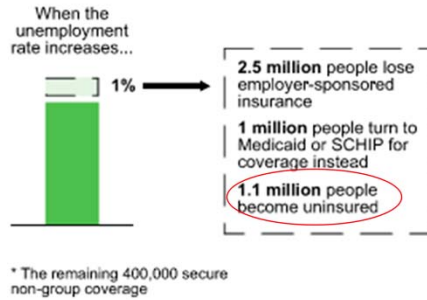 When the
unemployment
rate increases...
1%
2.5 million people lose
employer-sponsored
insurance
1 million people turn to
Medicaid or SCHIP for
coverage instead
1.1 million people
become uninsured
* The remaining 400,000 secure
non-group coverage